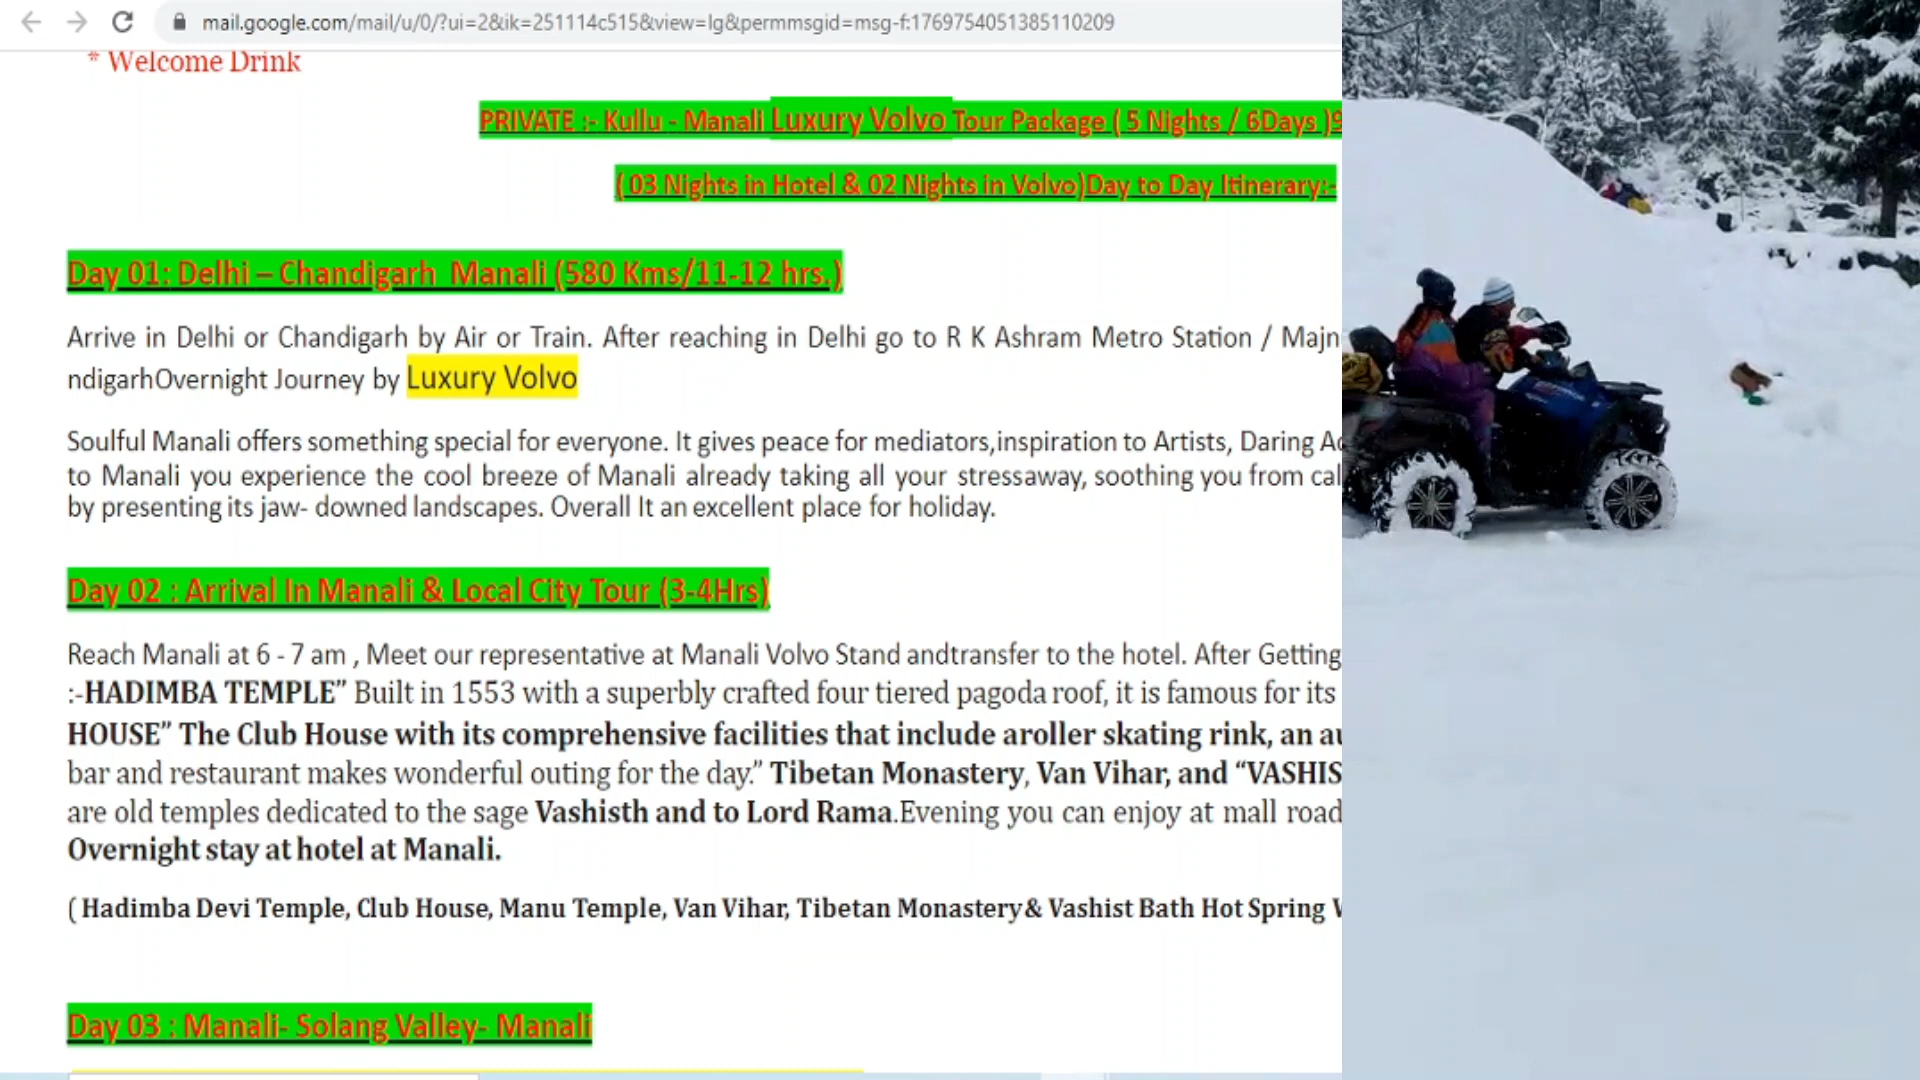 mail.google.com/mail/u/0/?ui=2&ik=251114c515&view=lg&permmsgid=msg-f:1769754051385110209
* Welcome Drink
PRIVATE :- Kullu - Manali Luxury Volvo Tour Package ( 5 Nights / 6Days )9
( 03 Nights in Hotel & 02 Nights in Volvo)Day to Day Itinerary:-
Day 01: Delhi – Chandigarh Manali (580 Kms/11-12 hrs.)
Arrive in Delhi or Chandigarh by Air or Train. After reaching in Delhi go to R K Ashram Metro Station / Majn
ndigarhOvernight Journey by Luxury Volvo
Soulful Manali offers something special for everyone. It gives peace for mediators,inspiration to Artists, Daring
to Manali you experience the cool breeze of Manali already taking all your stressaway, soothing you from cal
by presenting its jaw- downed landscapes. Overall It an excellent place for holiday.
Day 02 : Arrival In Manali & Local City Tour (3-4Hrs)
Reach Manali at 6 - 7 am , Meet our representative at Manali Volvo Stand andtransfer to the hotel. After Getting
:-HADIMBA TEMPLE” Built in 1553 with a superbly crafted four tiered pagoda roof, it is famous for its
HOUSE” The Club House with its comprehensive facilities that include aroller skating rink, an au
bar and restaurant makes wonderful outing for the day.” Tibetan Monastery, Van Vihar, and “VASHIS
are old temples dedicated to the sage Vashisth and to Lord Rama.Evening you can enjoy at mall road
Overnight stay at hotel at Manali.
( Hadimba Devi Temple, Club House, Manu Temple, Van Vihar, Tibetan Monastery& Vashist Bath Hot Spring
Day 03 : Manali- Solang Valley- Manali